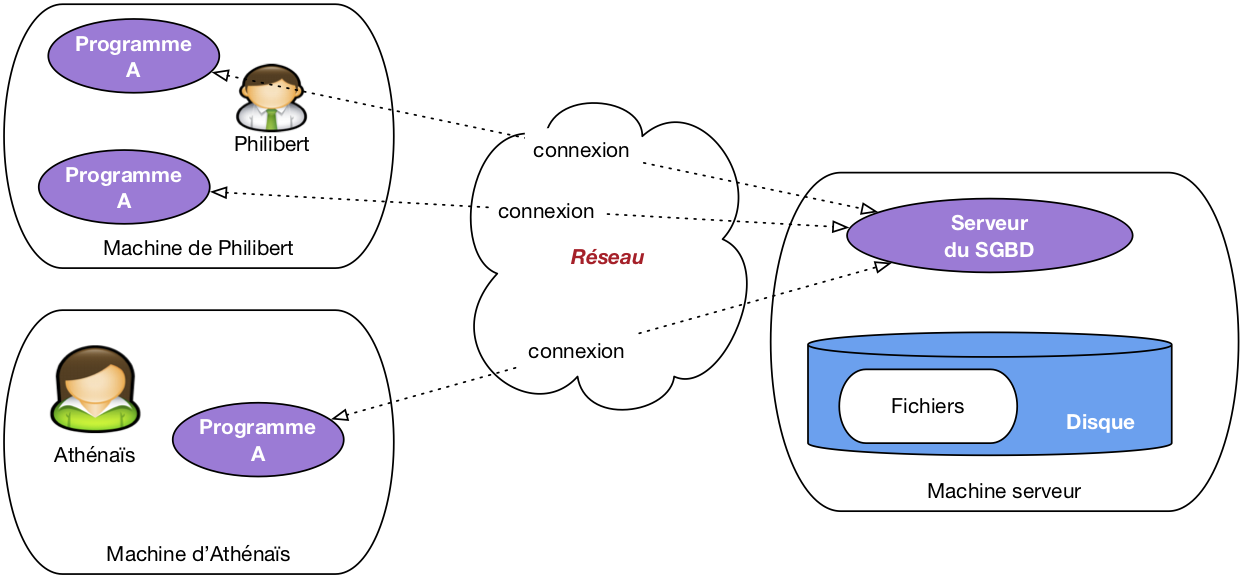 Programme
A
Philibert
Programme
A
Machine de Philibert
connexion
connexion
Réseau
connexion
Serveur
du SGBD
Fichiers
Disque
Machine serveur
Athénaïs
Programme
A
Machine d’Athénaïs